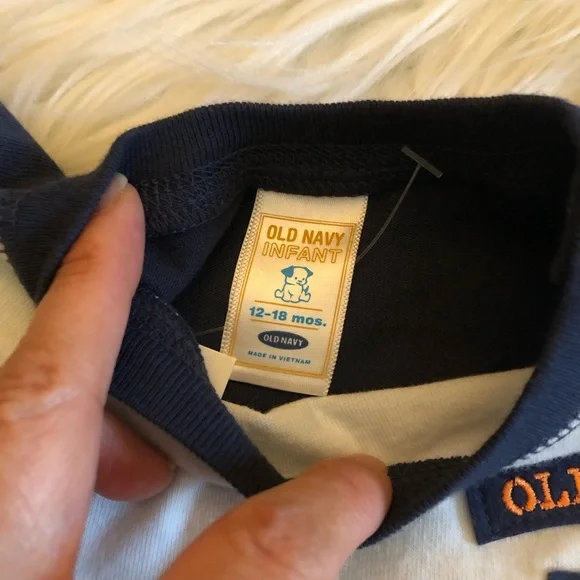 OLD NAVY
INFANT
12-18 mos.
OLD NAVY
MADE IN VIETNAM
OL